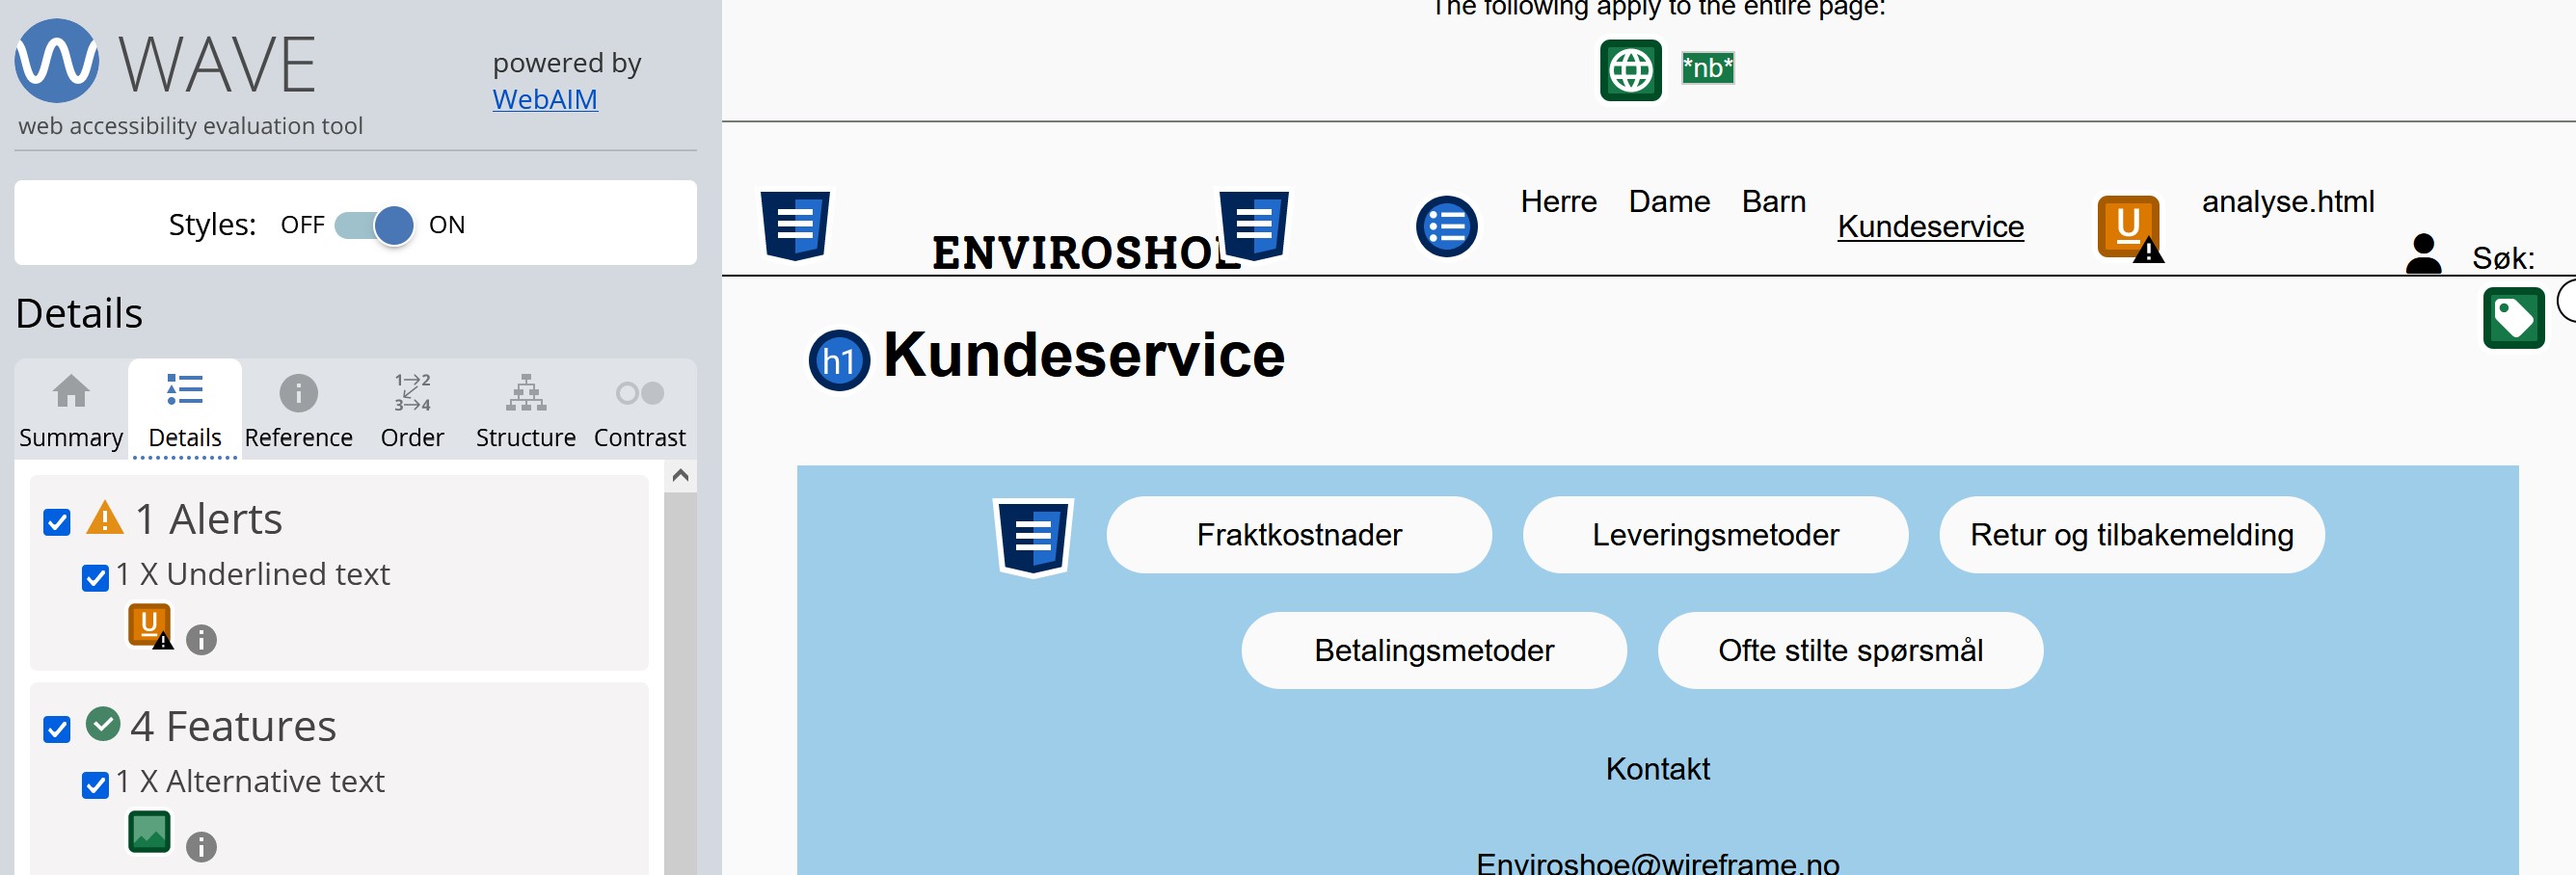 WAVE
powered by
WebAIM
web accessibility evaluation tool
Styles: OFF ON
Details
Summary Details Reference Order Structure Contrast
1 Alerts
1 X Underlined text
U
4 Features
1 X Alternative text
The following apply to the entire page:
*nb*
ENVIROSHOE
Herre Dame Barn Kundeservice U analyse.html
Søk:
h1 Kundeservice
Fraktkostnader Leveringsmetoder Retur og tilbakemelding
Betalingsmetoder Ofte stilte spørsmål
Kontakt
Enviroshoe@wireframe.no